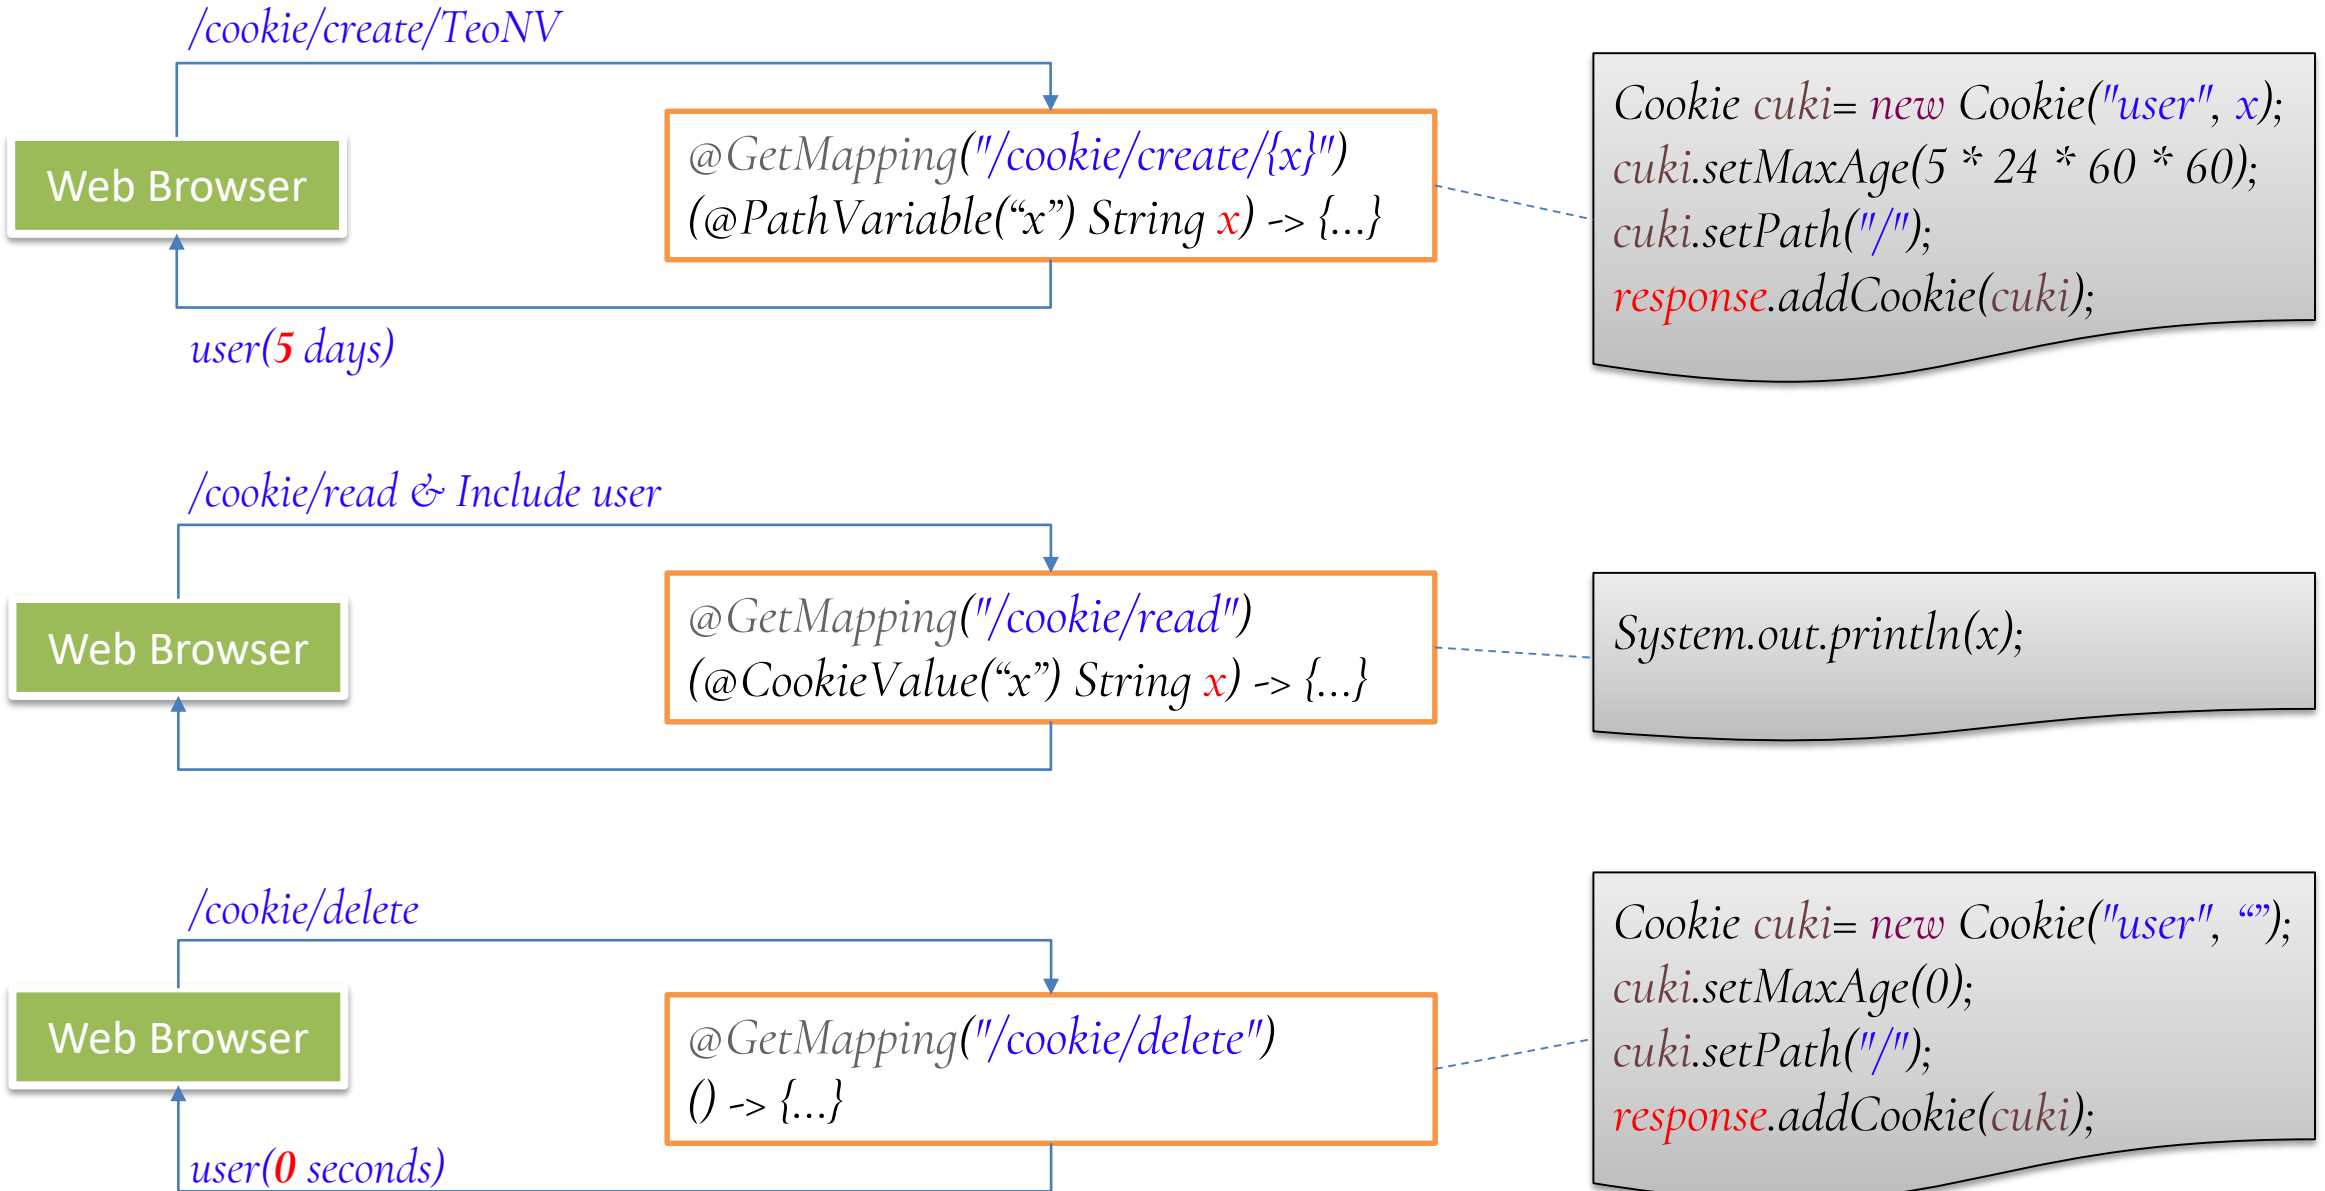 /cookie/create/TeoNV
Web Browser
@GetMapping("/cookie/create/{x}")
(@PathVariable(“x”) String x) -> {...}
user(5 days)
Cookie cuki= new Cookie("user", x);
cuki.setMaxAge(5 * 24 * 60 * 60);
cuki.setPath("/");
response.addCookie(cuki);
/cookie/read & Include user
Web Browser
@GetMapping("/cookie/read")
(@CookieValue(“x”) String x) -> {...}
System.out.println(x);
/cookie/delete
Web Browser
@GetMapping("/cookie/delete")
() -> {...}
user(0 seconds)
Cookie cuki= new Cookie("user", “”);
cuki.setMaxAge(0);
cuki.setPath("/");
response.addCookie(cuki);